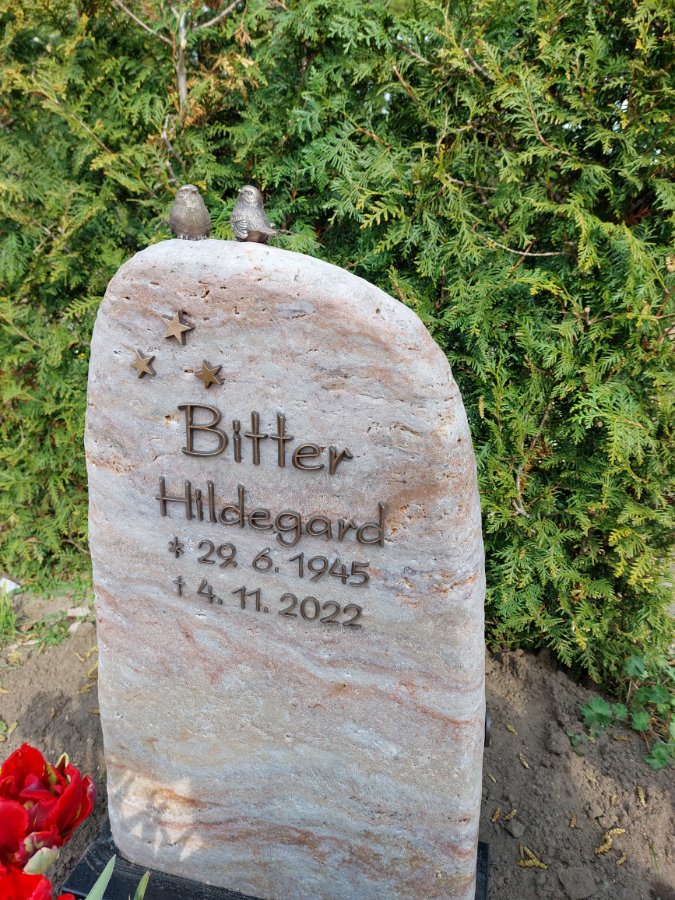 Bitter
Hildegard
* 29. 6. 1945
† 4. 11. 2022